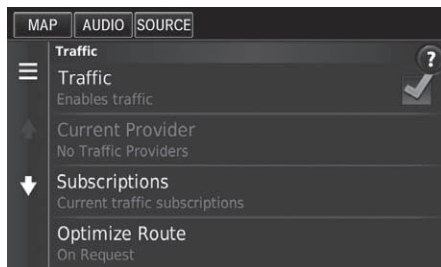 MAP AUDIO SOURCE
Traffic
?
Traffic
Enables traffic
Current Provider
No Traffic Providers
Subscriptions
Current traffic subscriptions
Optimize Route
On Request